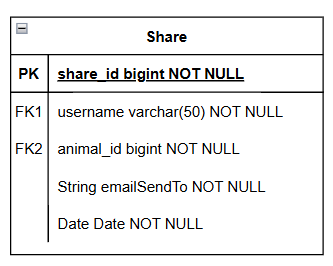 Share
PK share_id bigint NOT NULL
FK1 username varchar(50) NOT NULL
FK2 animal_id bigint NOT NULL
String emailSendTo NOT NULL
Date Date NOT NULL